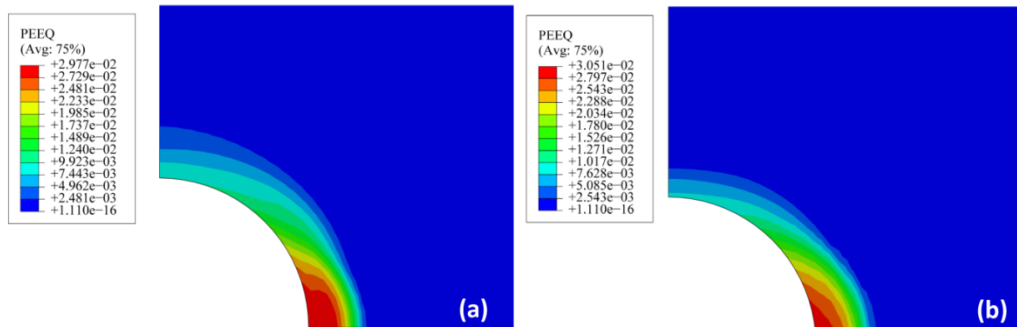 PEEQ
(Avg: 75%)
+2.977e−02
+2.729e−02
+2.481e−02
+2.233e−02
+1.985e−02
+1.737e−02
+1.489e−02
+1.240e−02
+9.923e−03
+7.443e−03
+4.962e−03
+2.481e−03
+1.110e−16
(a)
PEEQ
(Avg: 75%)
+3.051e−02
+2.797e−02
+2.543e−02
+2.288e−02
+2.034e−02
+1.780e−02
+1.526e−02
+1.271e−02
+1.017e−02
+7.628e−03
+5.085e−03
+2.543e−03
+1.110e−16
(b)